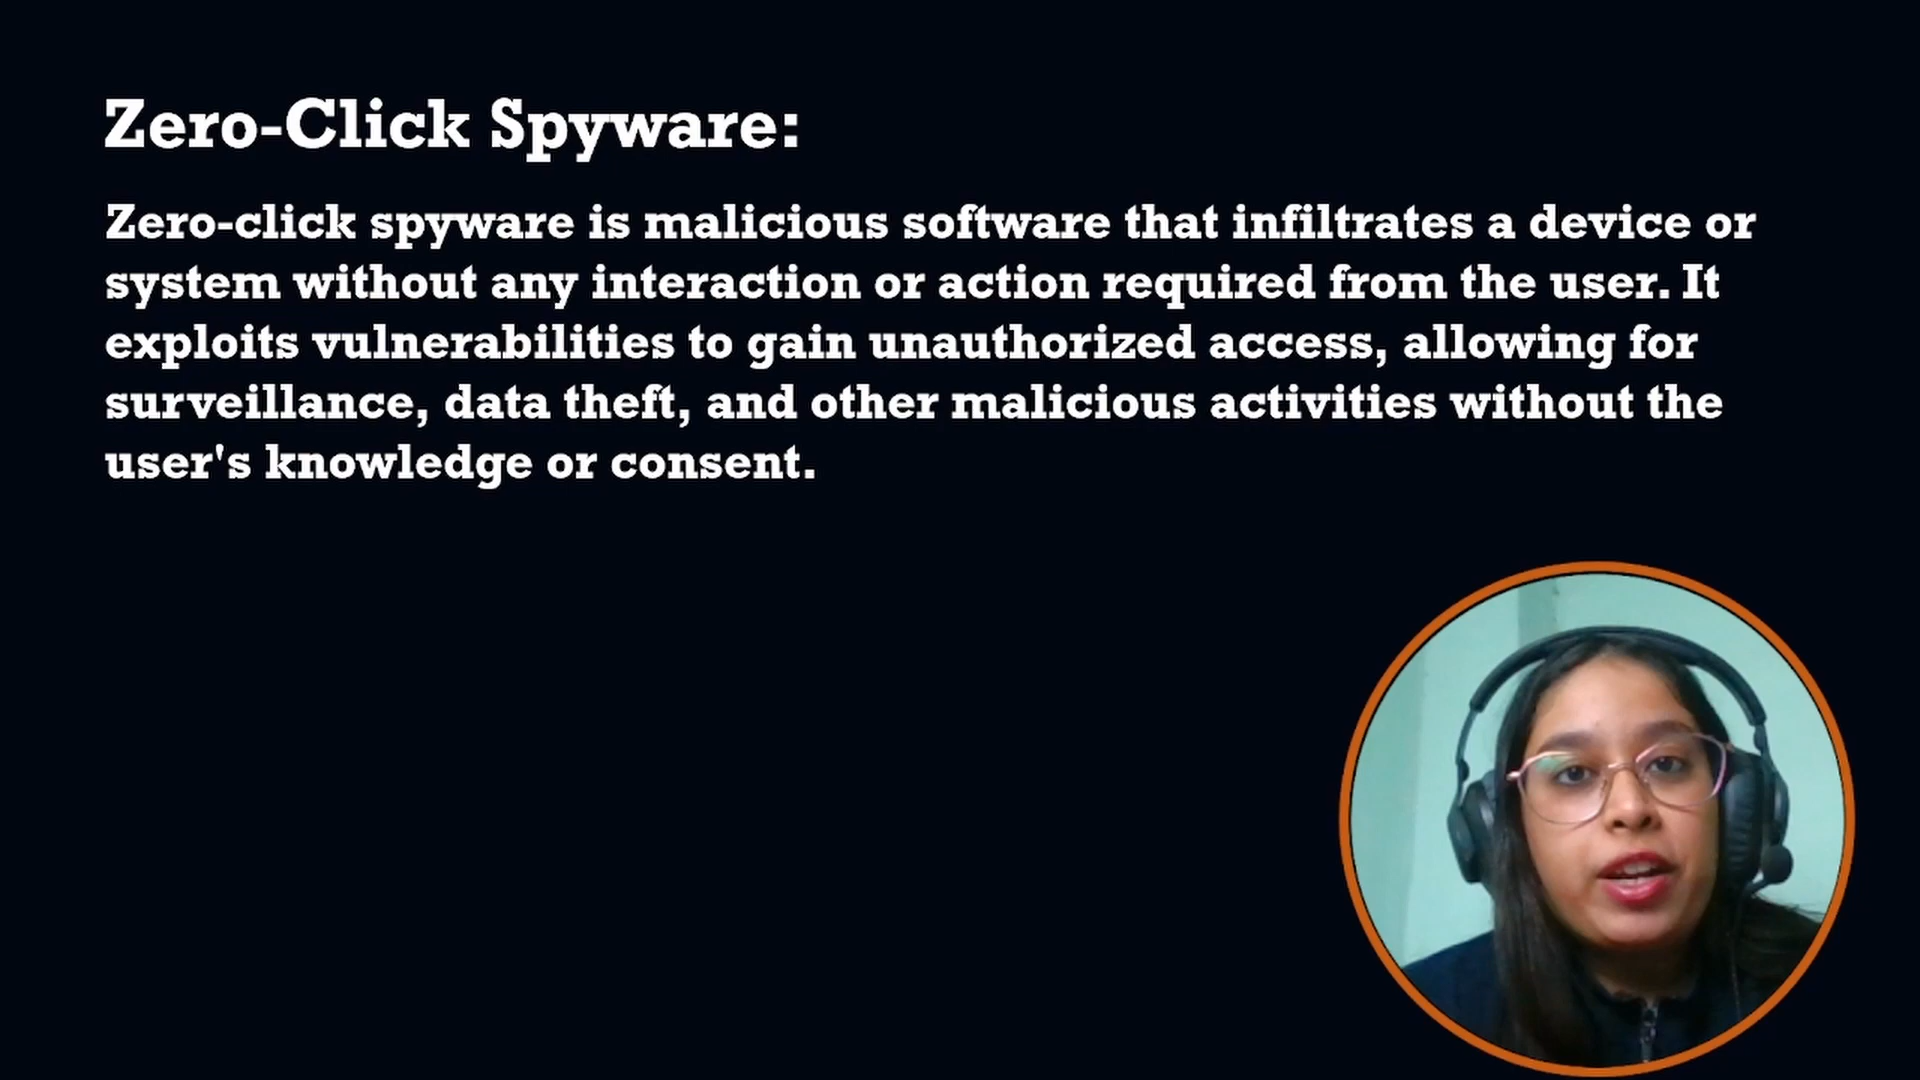 Zero-Click Spyware:
Zero-click spyware is malicious software that infiltrates a device or
system without any interaction or action required from the user. It
exploits vulnerabilities to gain unauthorized access, allowing for
surveillance, data theft, and other malicious activities without the
user's knowledge or consent.